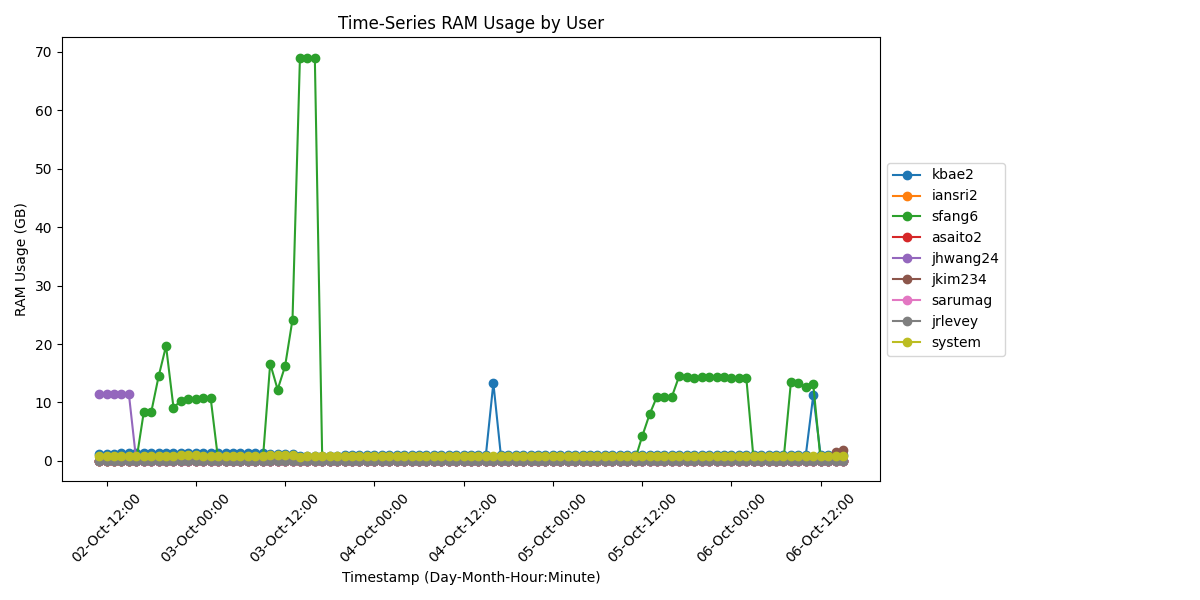 Time-Series RAM Usage by User
RAM Usage (GB)
70
60
50
40
30
20
10
0
02-Oct-12:00
03-Oct-00:00
03-Oct-12:00
04-Oct-00:00
04-Oct-12:00
05-Oct-00:00
05-Oct-12:00
06-Oct-00:00
06-Oct-12:00
Timestamp (Day-Month-Hour:Minute)
kbae2
iansri2
sfang6
asaito2
jhwang24
jkim234
sarumag
jrlevey
system